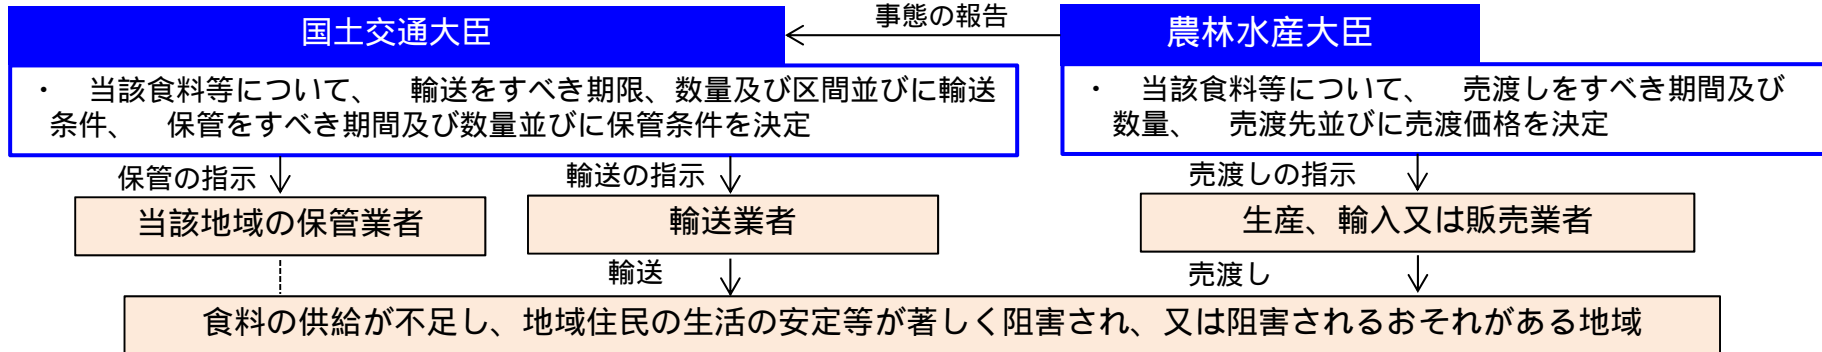 事態の報告
国土交通大臣
農林水産大臣
・ 当該食料等について、 輸送をすべき期限、数量及び区間並びに輸送
条件、 保管をすべき期間及び数量並びに保管条件を決定
・ 当該食料等について、 売渡しをすべき期間及び
数量、 売渡先並びに売渡価格を決定
保管の指示
輸送の指示
売渡しの指示
当該地域の保管業者
輸送業者
生産、輸入又は販売業者
輸送
売渡し
食料の供給が不足し、地域住民の生活の安定等が著しく阻害され、又は阻害されるおそれがある地域